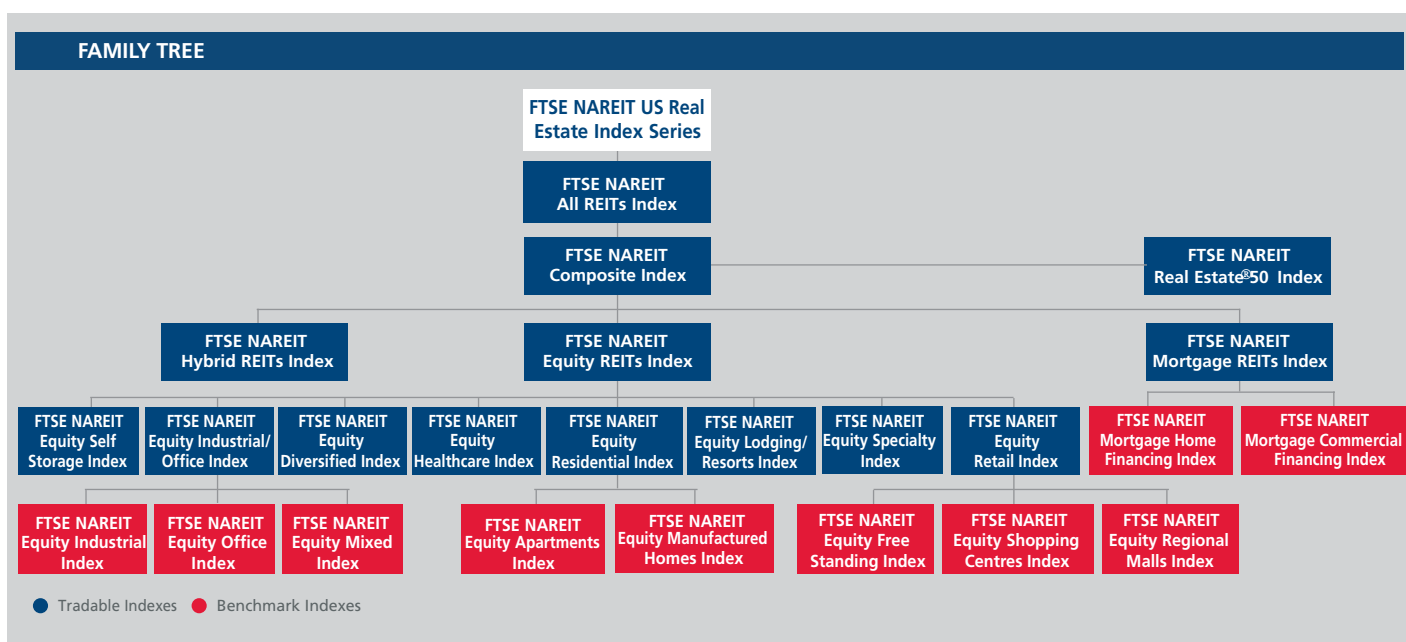 FAMILY TREE
FTSE NAREIT US Real
Estate Index Series
FTSE NAREIT
All REITs Index
FTSE NAREIT
Composite Index
FTSE NAREIT
Real Estate®50 Index
FTSE NAREIT
Hybrid REITs Index
FTSE NAREIT
Equity REITs Index
FTSE NAREIT
Mortgage REITs Index
FTSE NAREIT
Equity Self
Storage Index
FTSE NAREIT
Equity Industrial/
Office Index
FTSE NAREIT
Equity
Diversified Index
FTSE NAREIT
Equity
Healthcare Index
FTSE NAREIT
Equity
Residential Index
FTSE NAREIT
Equity Lodging/
Resorts Index
FTSE NAREIT
Equity Specialty
Index
FTSE NAREIT
Equity
Retail Index
FTSE NAREIT
Mortgage Home
Financing Index
FTSE NAREIT
Mortgage Commercial
Financing Index
FTSE NAREIT
Equity Industrial
Index
FTSE NAREIT
Equity Office
Index
FTSE NAREIT
Equity Mixed
Index
FTSE NAREIT
Equity Apartments
Index
FTSE NAREIT
Equity Manufactured
Homes Index
FTSE NAREIT
Equity Free
Standing Index
FTSE NAREIT
Equity Shopping
Centres Index
FTSE NAREIT
Equity Regional
Malls Index
Tradable Indexes
Benchmark Indexes